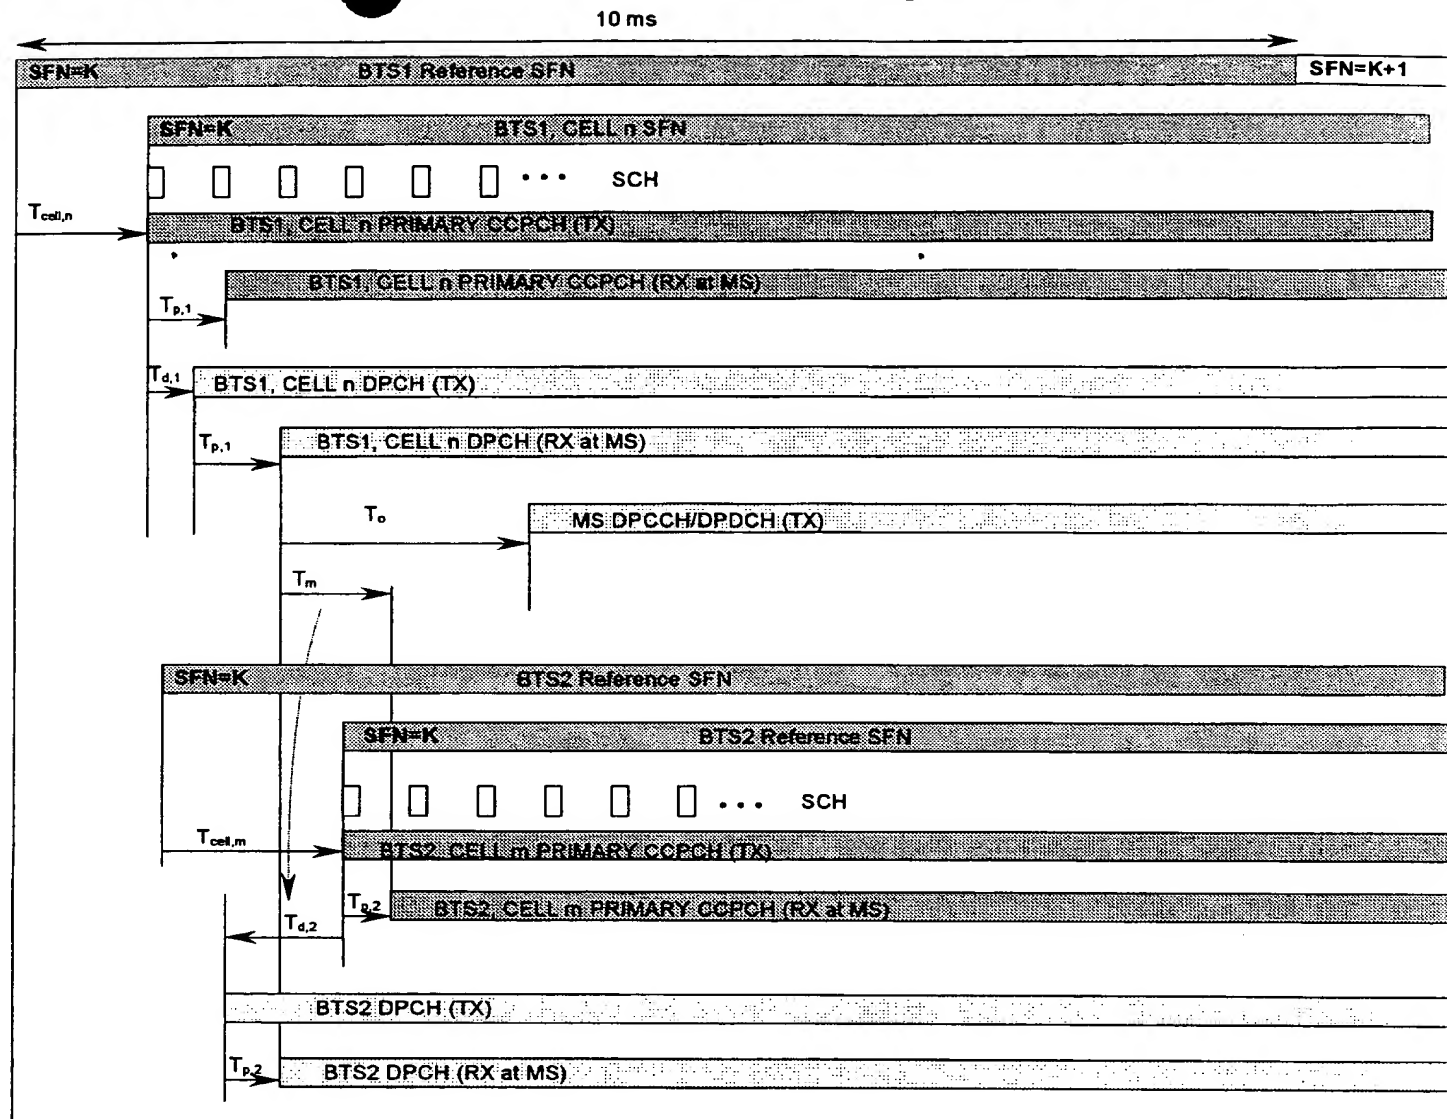 10 ms
SFN=K BTS1 Reference SFN SFN=K+1
SFN=K BTS1, CELL n SFN
••• SCH
Tcell,n
BTS1, CELL n PRIMARY CCPCH (TX)
BTS1, CELL n PRIMARY CCPCH (RX at MS)
Tp,1
Td,1
BTS1, CELL n DPCH (TX)
Tp,1
BTS1, CELL n DPCH (RX at MS)
To
MS DPCCH/DPDCH (TX)
Tm
SFN=K BTS2 Reference SFN
SFN=K BTS2 Reference SFN
••• SCH
Tcell,m
BTS2, CELL m PRIMARY CCPCH (TX)
Tp,2
BTS2, CELL m PRIMARY CCPCH (RX at MS)
Td,2
BTS2 DPCH (TX)
Tp,2
BTS2 DPCH (RX at MS)